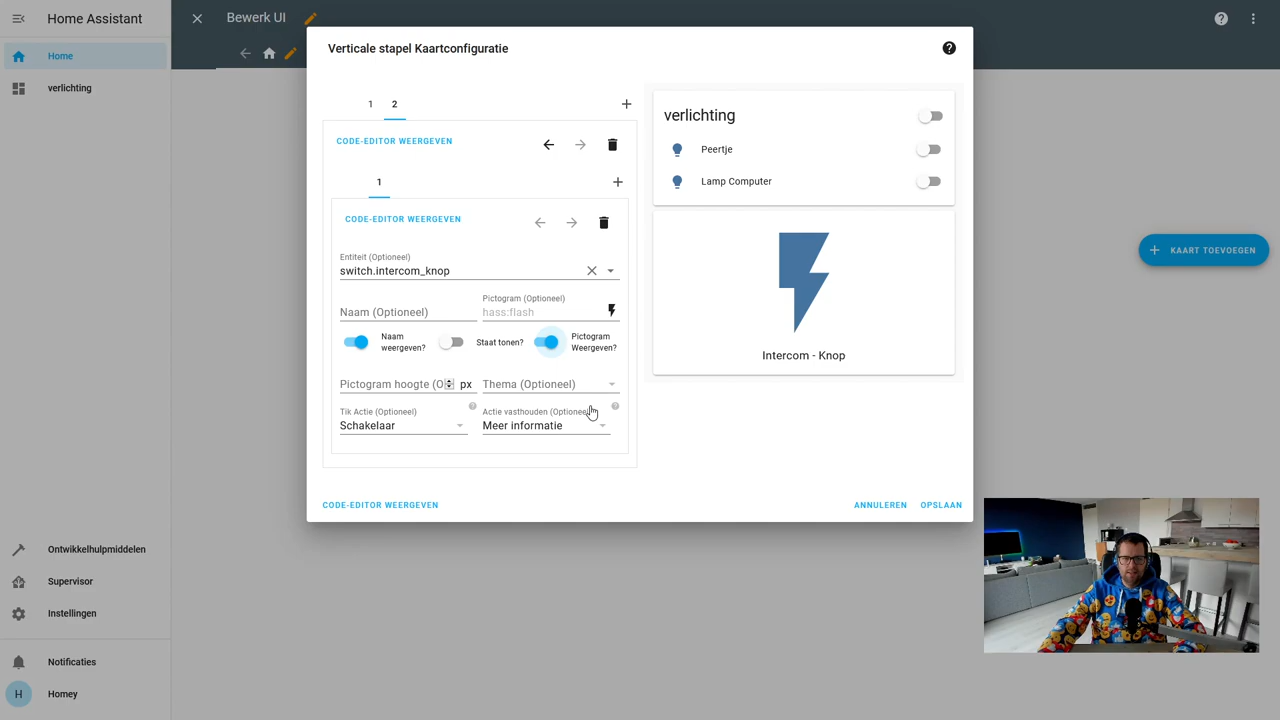 Home Assistant
Bewerk UI
Home
verlichting
Ontwikkelhulpmiddelen
Supervisor
Instellingen
Notificaties
H
Homey
Verticale stapel Kaartconfiguratie
1
2
CODE-EDITOR WEERGEVEN
1
CODE-EDITOR WEERGEVEN
Entiteit (Optioneel)
switch.intercom_knop
Naam (Optioneel)
Pictogram (Optioneel)
hass:flash
Naam
weergeven?
Staat tonen?
Pictogram
Weergeven?
Pictogram hoogte (O
px
Thema (Optioneel)
Tik Actie (Optioneel)
Schakelaar
Actie vasthouden (Optioneel)
Meer informatie
CODE-EDITOR WEERGEVEN
ANNULEREN
OPSLAAN
verlichting
Peertje
Lamp Computer
Intercom - Knop
KAART TOEVOEGEN